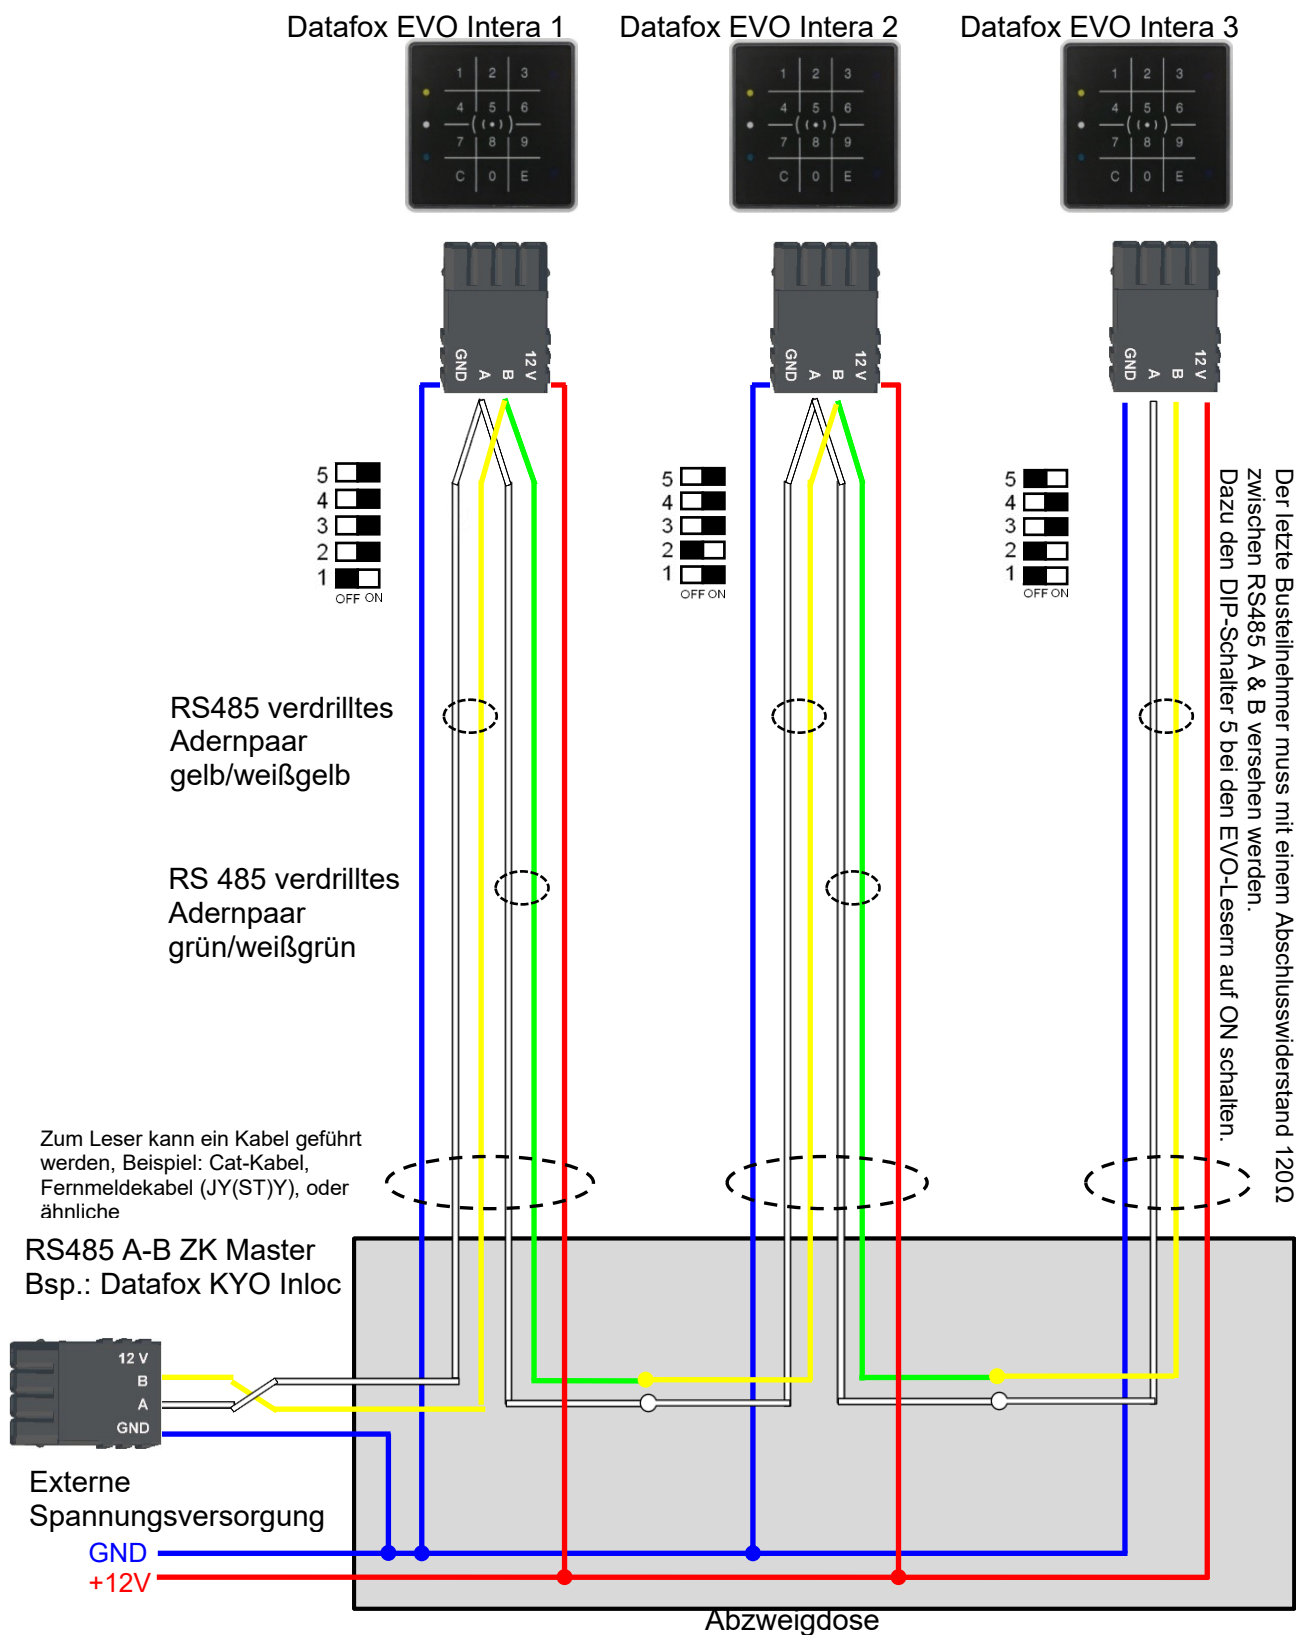 Datafox EVO Intera 1
Datafox EVO Intera 2
Datafox EVO Intera 3
1 2 3
4 5 6
7 8 9
C 0 E
1 2 3
4 5 6
7 8 9
C 0 E
1 2 3
4 5 6
7 8 9
C 0 E
GND A B 12 V
GND A B 12 V
GND A B 12 V
5
4
3
2
1
OFF ON
5
4
3
2
1
OFF ON
5
4
3
2
1
OFF ON
Der letzte Busteilnehmer muss mit einem Abschlusswiderstand 120Ω
zwischen RS485 A & B versehen werden.
Dazu den DIP-Schalter 5 bei den EVO-Lesern auf ON schalten.
RS485 verdrilltes
Adernpaar
gelb/weißgelb
RS 485 verdrilltes
Adernpaar
grün/weißgrün
Zum Leser kann ein Kabel geführt
werden, Beispiel: Cat-Kabel,
Fernmeldekabel (JY(ST)Y), oder
ähnliche
RS485 A-B ZK Master
Bsp.: Datafox KYO Inloc
12 V
B
A
GND
Externe
Spannungsversorgung
GND
+12V
Abzweigdose